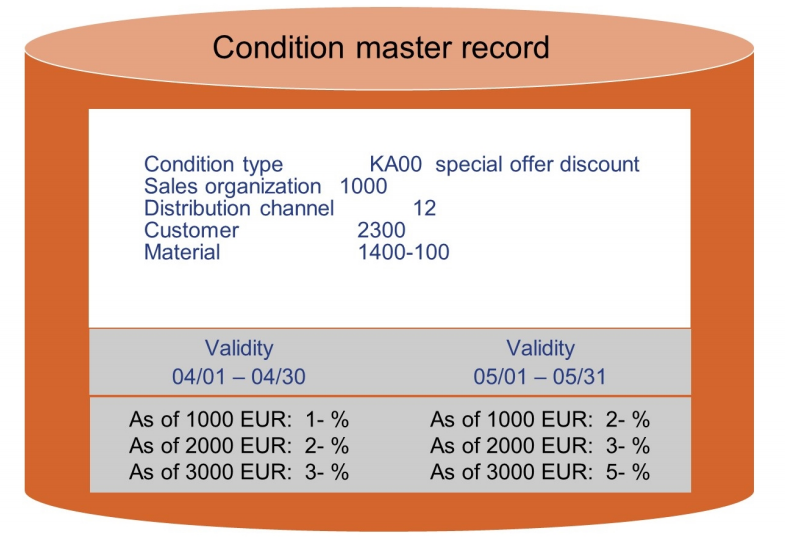 Condition master record
Condition type KA00 special offer discount
Sales organization 1000
Distribution channel 12
Customer 2300
Material 1400-100
Validity
04/01 – 04/30
As of 1000 EUR: 1- %
As of 2000 EUR: 2- %
As of 3000 EUR: 3- %
Validity
05/01 – 05/31
As of 1000 EUR: 2- %
As of 2000 EUR: 3- %
As of 3000 EUR: 5- %